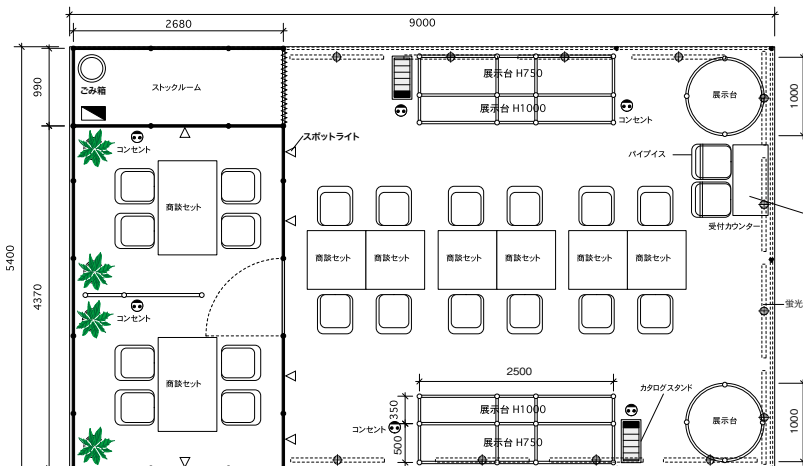 9000
2680
990
ごみ箱
ストックルーム
展示台 H750
展示台 H1000
コンセント
展示台
1000
コンセント
スポットライト
パイプイス
受付カウンター
商談セット
商談セット
商談セット
商談セット
商談セット
商談セット
商談セット
5400
4370
コンセント
蛍光
商談セット
2500
350
500
展示台 H1000
展示台 H750
コンセント
カタログスタンド
展示台
1000